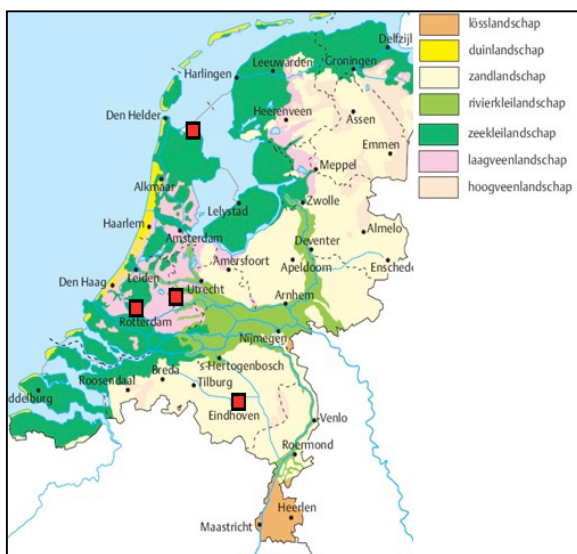 lösslandschap
duinlandschap
zandlandschap
rivierkleilandschap
zeekleilandschap
laagveenlandschap
hoogveenlandschap
Delfzijl
Groningen
Leeuwarden
Harlingen
Den Helder
Heerenveen
Assen
Emmen
Meppel
Alkmaar
Lelystad
Zwolle
Haarlem
Amsterdam
Almelo
Deventer
Amersfoort
Apeldoorn
Enschede
Leiden
Den Haag
Utrecht
Arnhem
Rotterdam
Nijmegen
's-Hertogenbosch
Breda
Roosendaal
Tilburg
ddelburg
Eindhoven
Venlo
Roermond
Heerlen
Maastricht